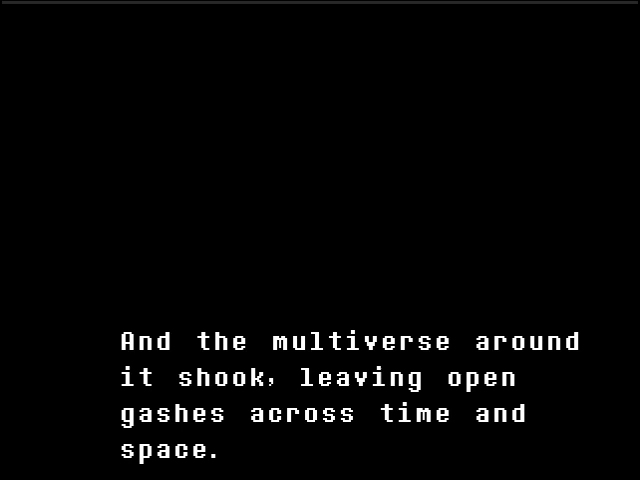 And the multiverse around
it shook, leaving open
gashes across time and
space.